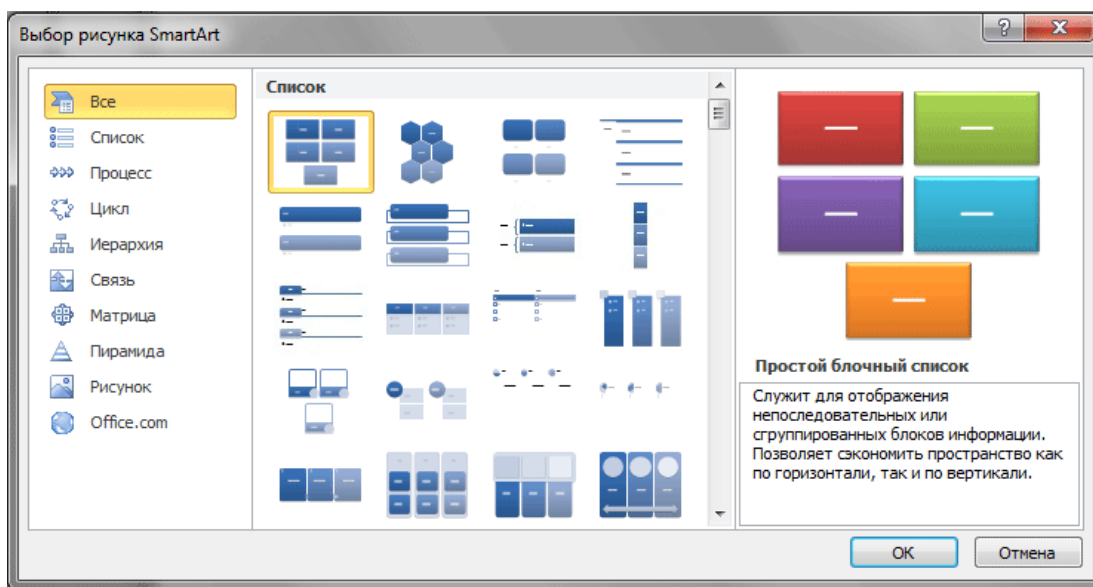 Выбор рисунка SmartArt
Все
Список
Процесс
Цикл
Иерархия
Связь
Матрица
Пирамида
Рисунок
Office.com
Список
Простой блочный список
Служит для отображения
непоследовательных или
сгруппированных блоков информации.
Позволяет сэкономить пространство как
по горизонтали, так и по вертикали.
ОК
Отмена